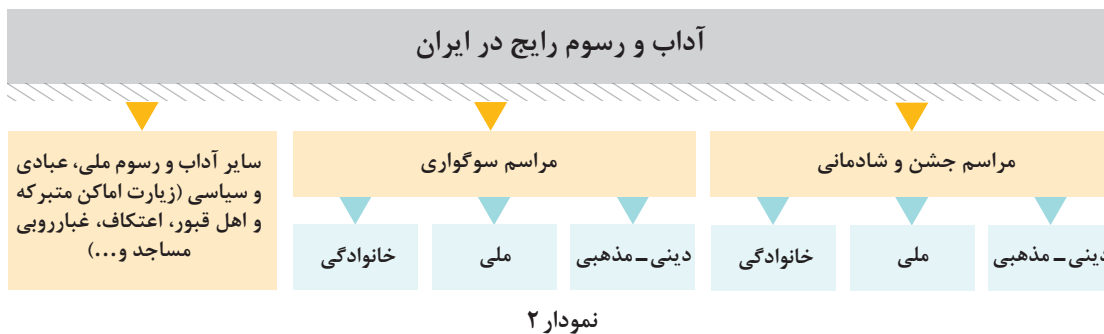 آداب و رسوم رایج در ایران
مراسم جشن و شادمانی
دینی ـ مذهبی
ملی
خانوادگی
مراسم سوگواری
دینی ـ مذهبی
ملی
خانوادگی
سایر آداب و رسوم ملی، عبادی
و سیاسی (زیارت اماکن متبرکه
و اهل قبور، اعتکاف، غبارروبی
مساجد و...)
نمودار ۲